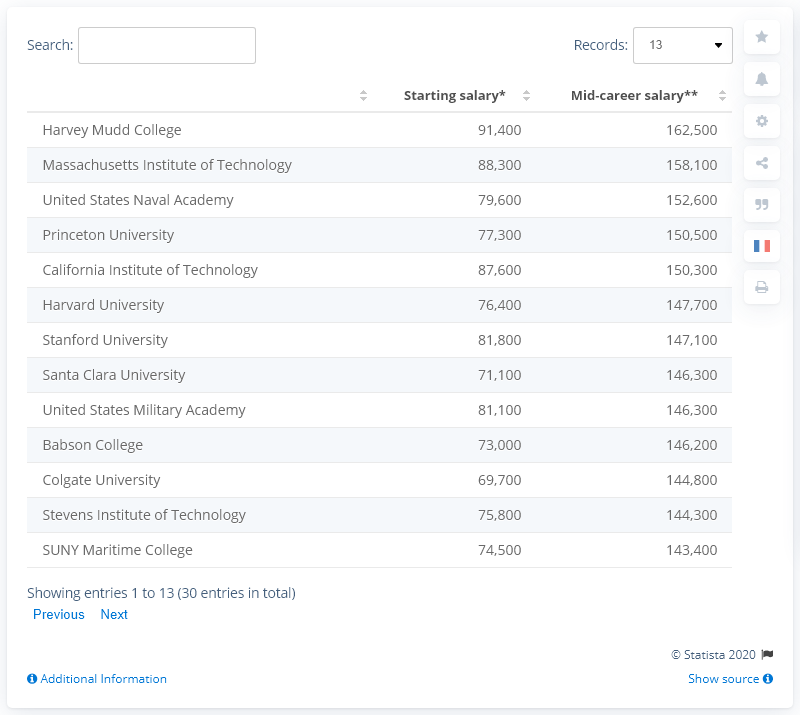 Search: Records: 13
Starting salary* Mid-career salary**
Harvey Mudd College 91,400 162,500
Massachusetts Institute of Technology 88,300 158,100
United States Naval Academy 79,600 152,600
Princeton University 77,300 150,500
California Institute of Technology 87,600 150,300
Harvard University 76,400 147,700
Stanford University 81,800 147,100
Santa Clara University 71,100 146,300
United States Military Academy 81,100 146,300
Babson College 73,000 146,200
Colgate University 69,700 144,800
Stevens Institute of Technology 75,800 144,300
SUNY Maritime College 74,500 143,400
Showing entries 1 to 13 (30 entries in total)
Previous Next
© Statista 2020
Additional Information Show source